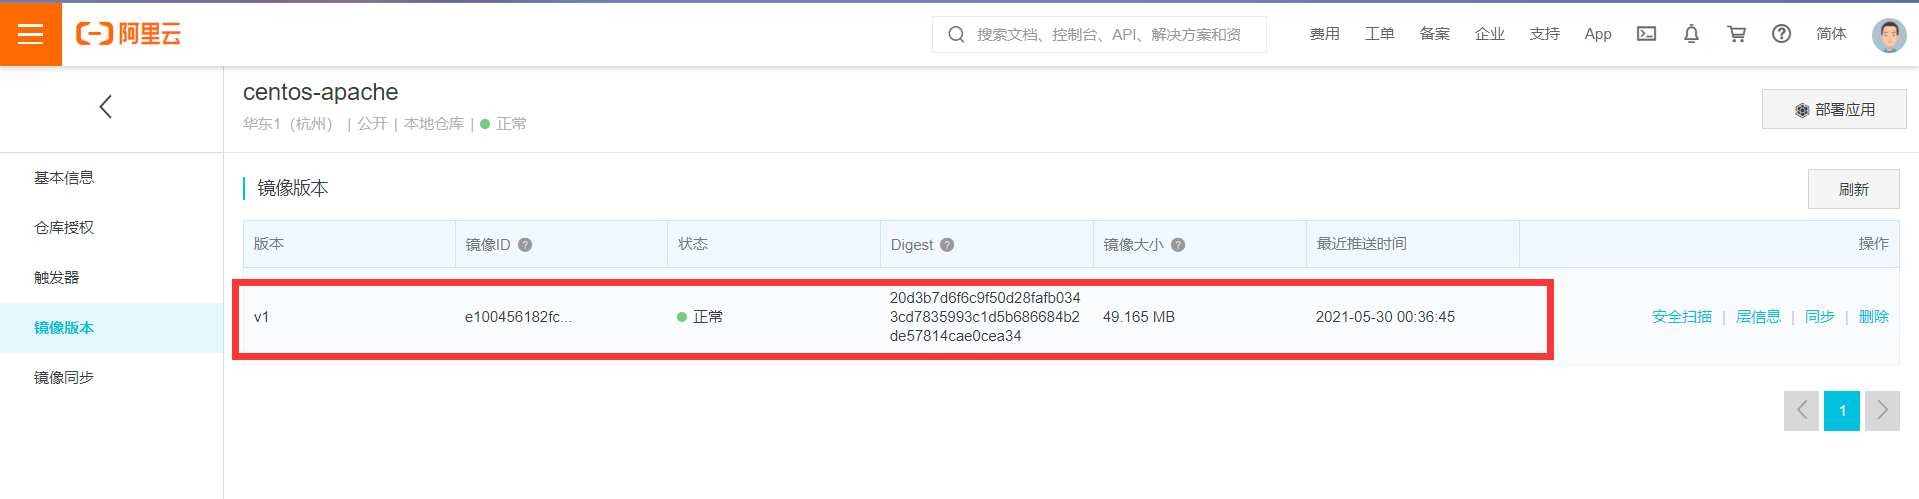 阿里云
搜索文档、控制台、API、解决方案和资
费用 工单 备案 企业 支持 App 简体
centos-apache
华东1（杭州） | 公开 | 本地仓库 | 正常
部署应用
基本信息
仓库授权
触发器
镜像版本
镜像同步
镜像版本
刷新
版本 镜像ID ? 状态 Digest ? 镜像大小 ? 最近推送时间 操作
v1 e100456182fc... 正常 20d3b7d6f6c9f50d28fafb034
3cd7835993c1d5b686684b2
de57814cae0cea34
49.165 MB 2021-05-30 00:36:45 安全扫描 | 层信息 | 同步 | 删除
1